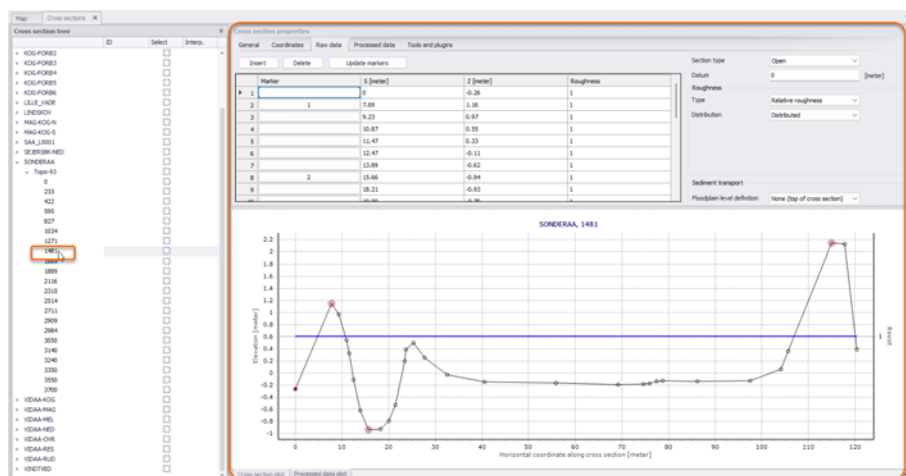 Map Cross sections
Cross section tree
ID Select Interp.
KOG-FORB2
KOG-FORB3
KOG-FORB4
KOG-FORB5
KOG-FORB6
LILLE_VADE
LINDSKOV
MAG-KOG-N
MAG-KOG-S
SAA_L0001
SEJERSBK-NED
SONDERAA
Topo-93
0
233
422
595
827
1034
1271
1481
1889
2116
2315
2514
2711
2909
2984
3050
3140
3240
3350
3550
3700
VIDAA-KOG
VIDAA-MAG
VIDAA-MEL
VIDAA-NED
VIDAA-OVR
VIDAA-RES
VIDAA-RUD
VINDTVED
Cross section properties
General Coordinates Raw data Processed data Tools and plugins
Insert Delete Update markers
Marker S [meter] Z [meter] Roughness
1 0 -0.26 1
2 1 7.69 1.16 1
3 9.23 0.97 1
4 10.87 0.55 1
5 11.47 0.33 1
6 12.47 -0.11 1
7 13.89 -0.62 1
8 2 15.66 -0.94 1
9 18.21 -0.93 1
Section type Open
Datum 0 [meter]
Roughness
Type Relative roughness
Distribution Distributed
Sediment transport
Floodplain level definition None (top of cross section)
SONDERAA, 1481
Elevation [meter]
2.2
2
1.8
1.6
1.4
1.2
1
0.8
0.6
0.4
0.2
0
-0.2
-0.4
-0.6
-0.8
-1
0 10 20 30 40 50 60 70 80 90 100 110 120
Horizontal coordinate along cross section [meter]
1
Resist
Cross section plot Processed data plot